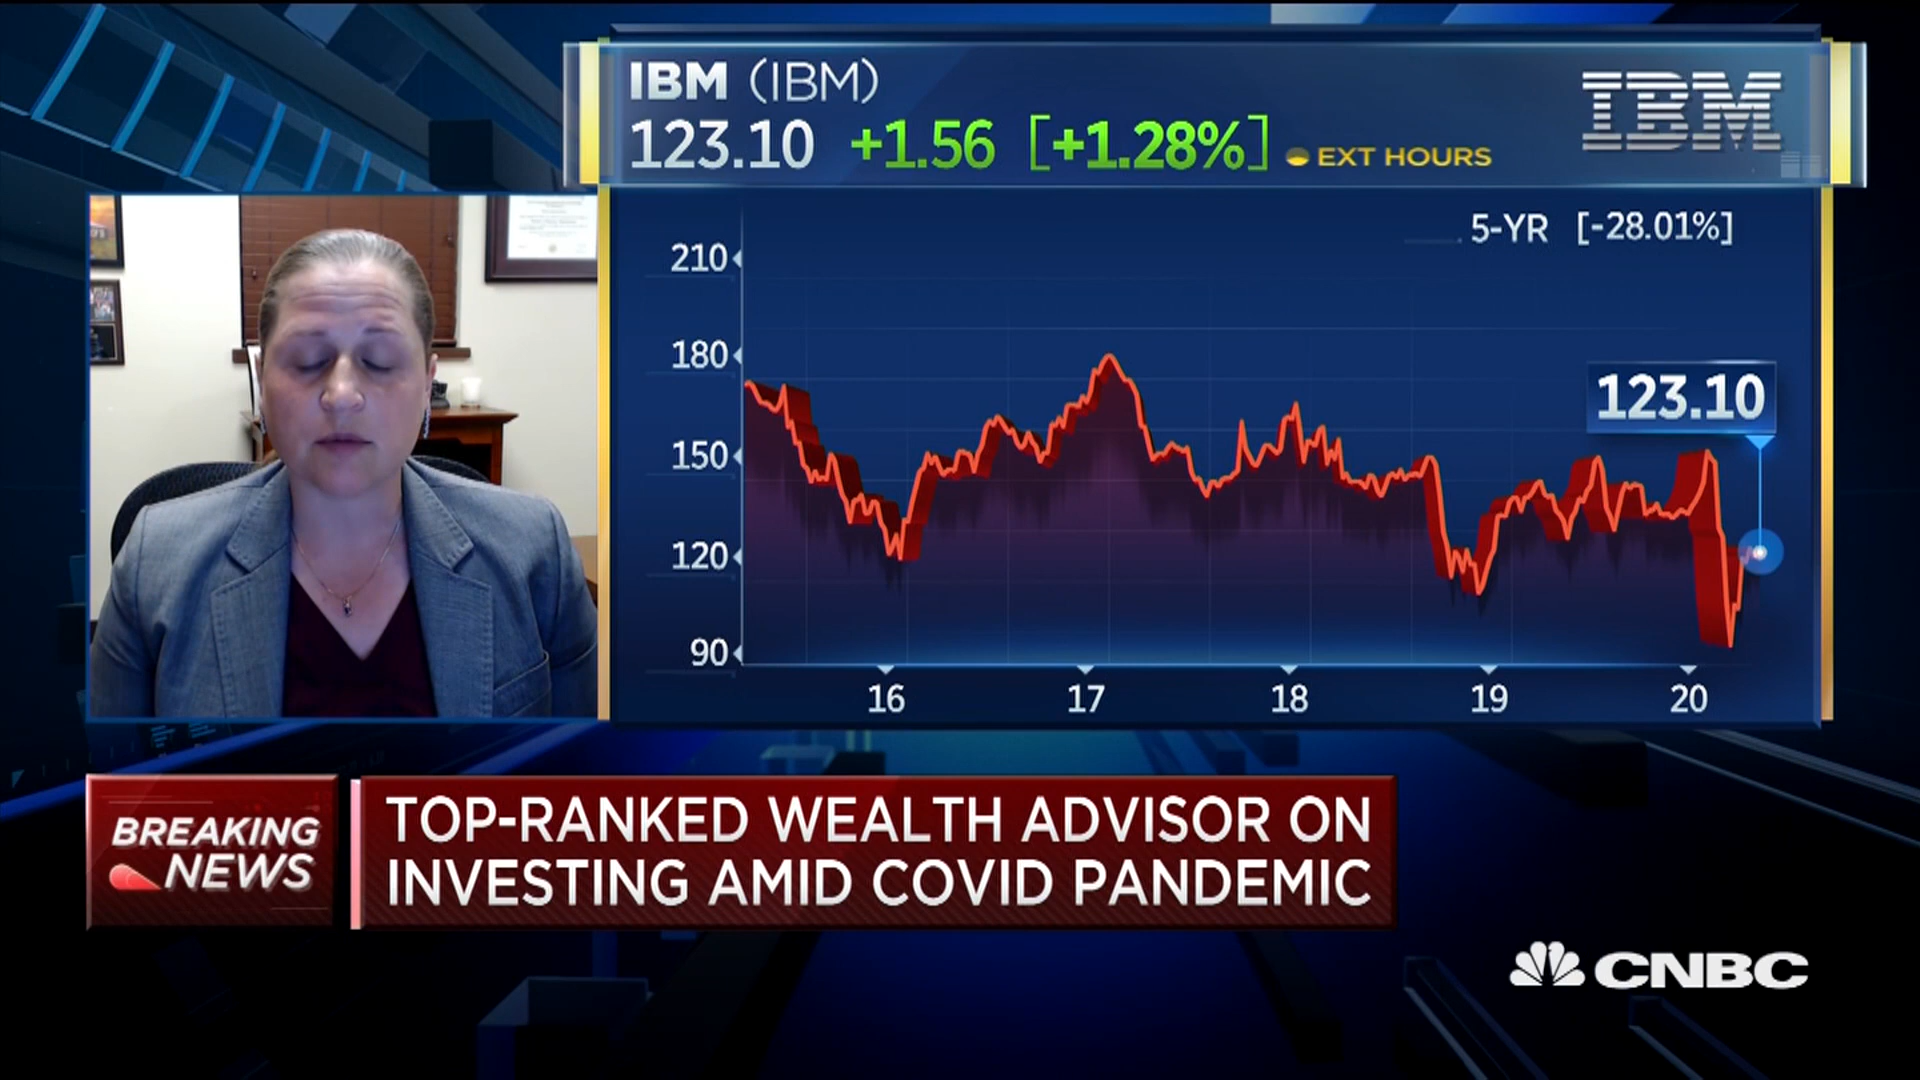 IBM (IBM)
123.10 +1.56 [+1.28%] EXT HOURS
IBM
5-YR [-28.01%]
210
180
150
120
90
123.10
16 17 18 19 20
BREAKING
NEWS
TOP-RANKED WEALTH ADVISOR ON
INVESTING AMID COVID PANDEMIC
CNBC